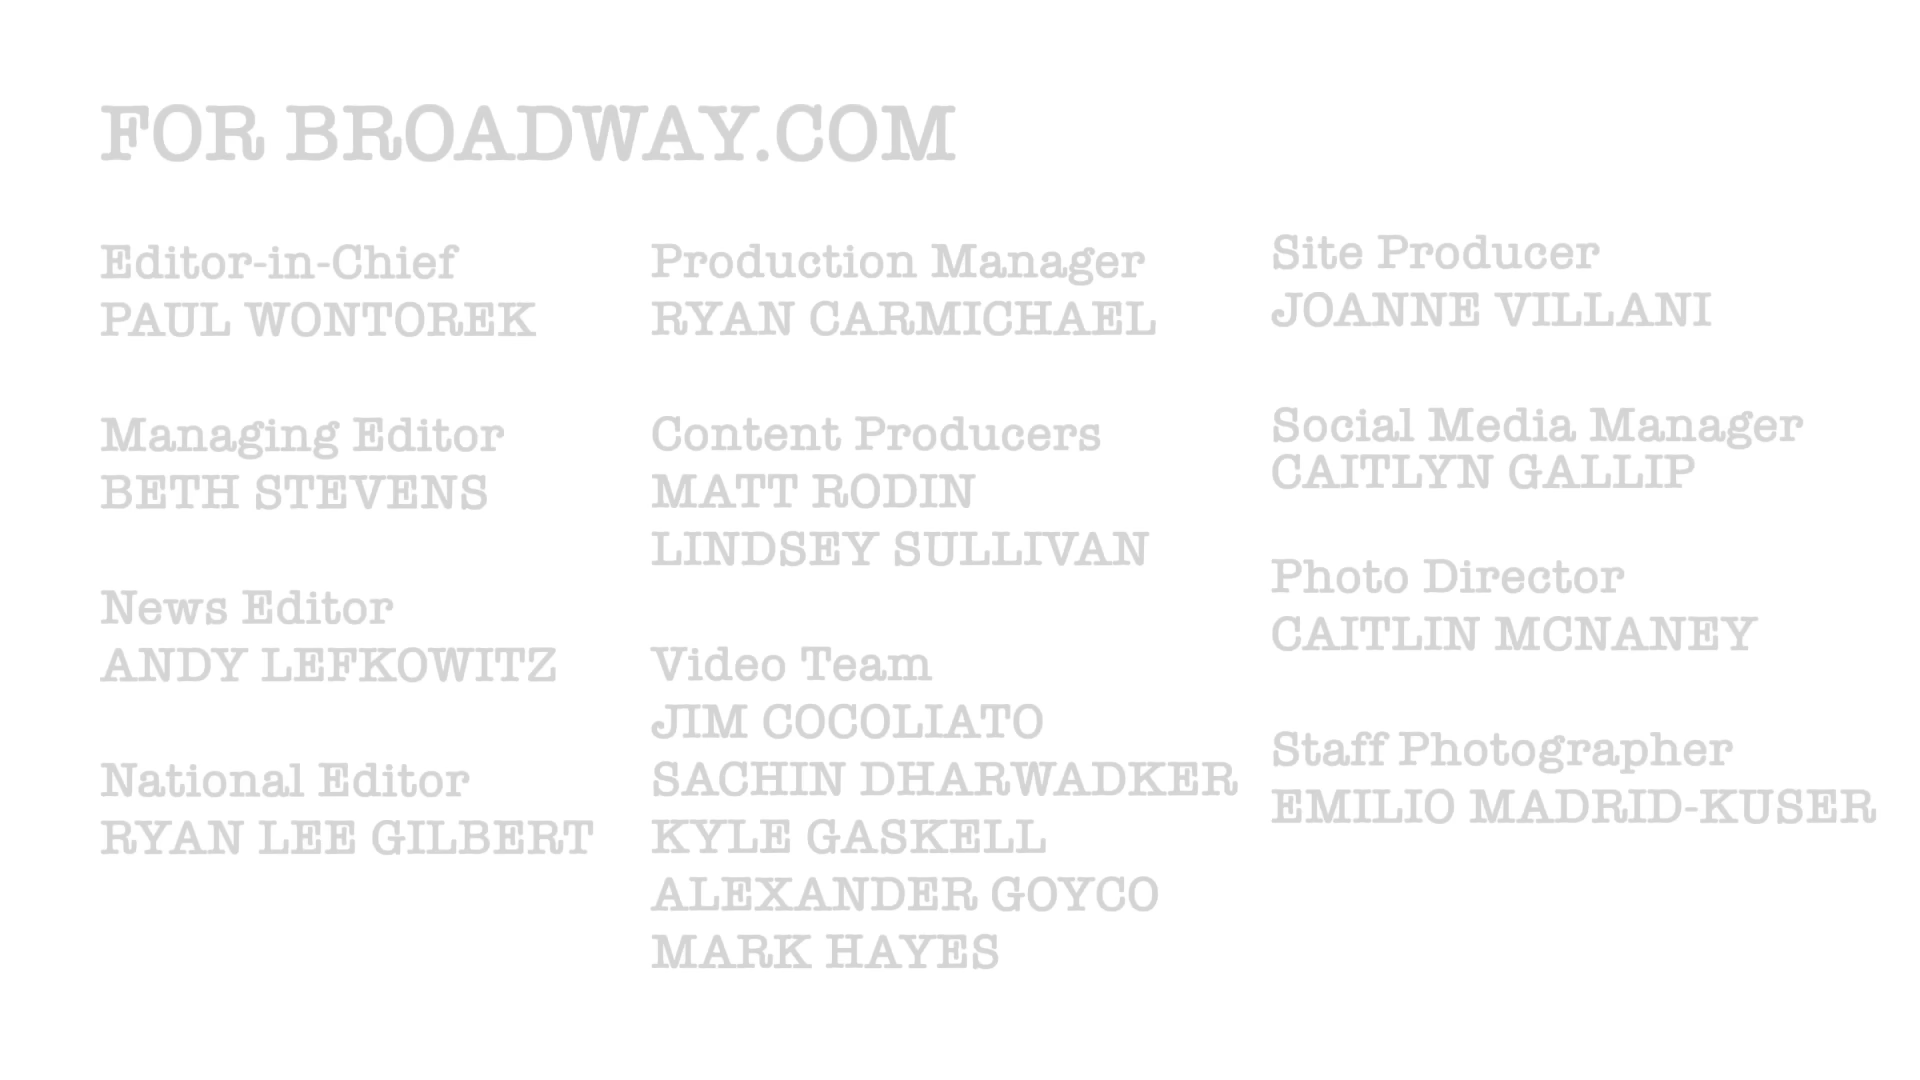 FOR BROADWAY.COM
Editor-in-Chief
PAUL WONTOREK
Managing Editor
BETH STEVENS
News Editor
ANDY LEFKOWITZ
National Editor
RYAN LEE GILBERT
Production Manager
RYAN CARMICHAEL
Content Producers
MATT RODIN
LINDSEY SULLIVAN
Video Team
JIM COCOLIATO
SACHIN DHARWADKER
KYLE GASKELL
ALEXANDER GOYCO
MARK HAYES
Site Producer
JOANNE VILLANI
Social Media Manager
CAITLYN GALLIP
Photo Director
CAITLIN MCNANEY
Staff Photographer
EMILIO MADRID-KUSER